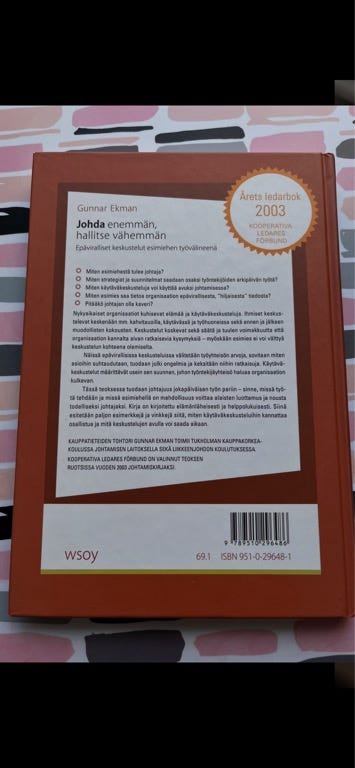 Gunnar Ekman
Johda enemmän,
hallitse vähemmän
Epäviralliset keskustelut esimiehen työvälineenä
Årets ledarbok
2003
KOOPERATIVA
LEDARES
FÖRBUND
Miten esimiehestä tulee johtaja?
Miten strategiat ja suunnitelmat saadaan osaksi työntekijöiden arkipäivän työtä?
Miten käytäväkeskusteluja voi käyttää avuksi johtamisessa?
Miten esimies saa tietoa organisaation epävirallisesta, "hiljaisesta" tiedosta?
Pitääkö johtajan olla kaveri?
Nykyaikaiset organisaatiot kuhisevat elämää ja käytäväkeskusteluja. Ihmiset keskus-
televat keskenään mm. kahvitauoilla, käytävässä ja työhuoneissa sekä ennen ja jälkeen
muodollisten kokousten. Keskustelut koskevat sekä säätä ja tuulen voimakkuutta että
organisaation kannalta aivan ratkaisevia kysymyksiä – myöskään esimies ei voi välttyä
keskustelun kohteena olemiselta.
Näissä epävirallisissa keskusteluissa välitetään työyhteisön arvoja, sovitaan miten
asioihin suhtaudutaan, tuodaan julki ongelmia ja kekseitään niihin ratkaisuja. Käytävä-
keskustelut määrittävät usein sen suunnan, johon työntekijäyhteisö haluaa organisaation
kulkevan.
Tässä teoksessa tuodaan johtajuus jokapäiväisen työn pariin – sinne, missä työ-
tä tehdään ja missä esimiehellä on mahdollisuus voittaa alaisten luottamus ja nousta
todelliseksi johtajaksi. Kirja on kirjoitettu elämänläheisesti ja helppolukuisesti. Siinä
esitetään paljon esimerkkejä ja vinkkejä siitä, miten käytäväkeskusteluihin kannattaa
osallistua ja mitä keskustelujen avulla voi saada aikaan.
KAUPPATIETEIDEN TOHTORI GUNNAR EKMAN TOIMII TUKHOLMAN KAUPPAKORKEA-
KOULUSSA JOHTAMISEN LAITOKSELLA SEKÄ LIIKKEENJOHDON KOULUTUKSESSA.
KOOPERATIVA LEDARES FÖRBUND ON VALINNUT TEOKSEN
RUOTSISSA VUODEN 2003 JOHTAMISKIRJAKSI.
9 789510 296486
wsoy
69.1 ISBN 951-0-29648-1